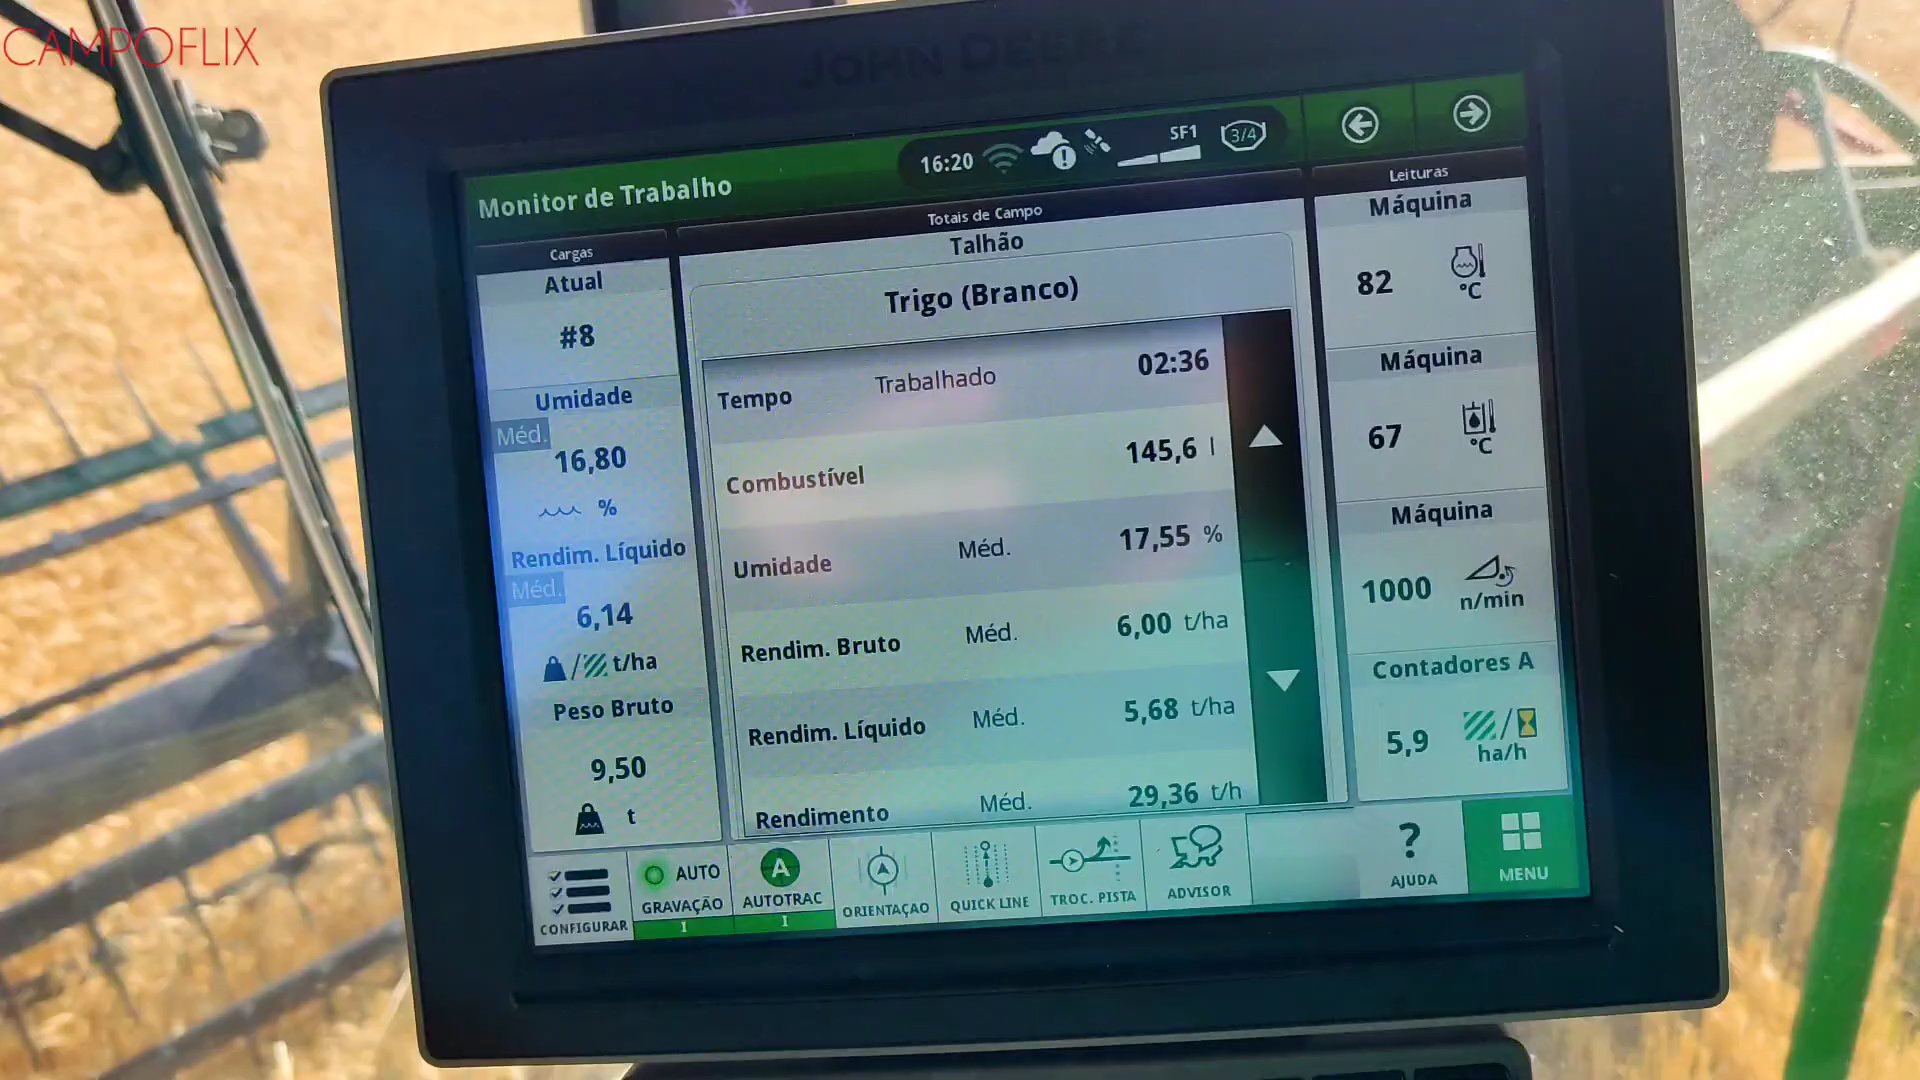 CAMPOFLIX
JOHN DEERE
Monitor de Trabalho
16:20
SF1
3/4
Cargas
Atual
#8
Umidade
Méd.
16,80
%
Rendim. Líquido
Méd.
6,14
/ t/ha
Peso Bruto
9,50
t
Totais de Campo
Talhão
Trigo (Branco)
Tempo Trabalhado 02:36
Combustível 145,6 l
Umidade Méd. 17,55 %
Rendim. Bruto Méd. 6,00 t/ha
Rendim. Líquido Méd. 5,68 t/ha
Rendimento Méd. 29,36 t/h
Leituras
Máquina
82 °C
Máquina
67 °C
Máquina
1000 n/min
Contadores A
5,9 / ha/h
CONFIGURAR
AUTO
GRAVAÇÃO
I
A
AUTOTRAC
I
ORIENTAÇAO
QUICK LINE
TROC. PISTA
ADVISOR
?
AJUDA
MENU